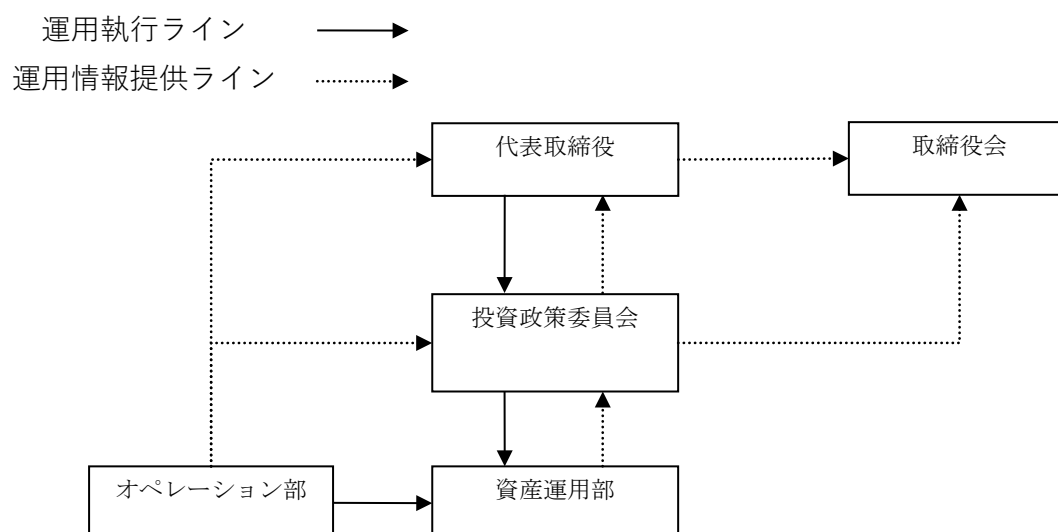 運用執行ライン
運用情報提供ライン
代表取締役
取締役会
投資政策委員会
オペレーション部
資産運用部